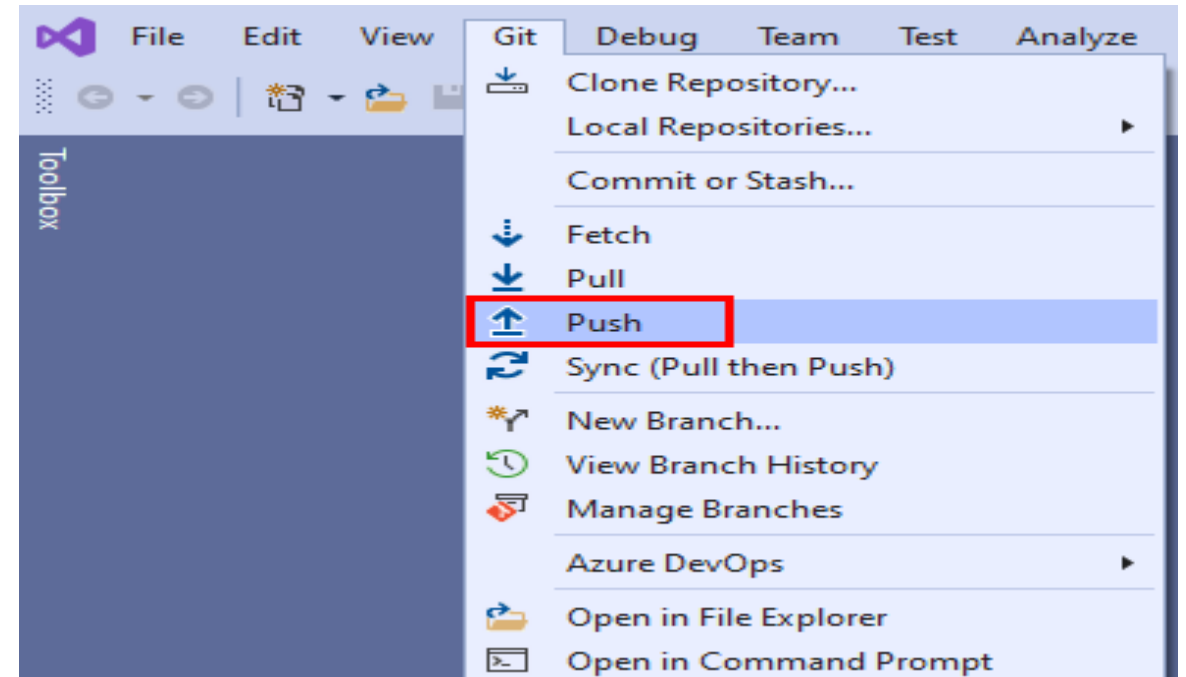 File Edit View Git Debug Team Test Analyze
Toolbox
Clone Repository...
Local Repositories...
Commit or Stash...
Fetch
Pull
Push
Sync (Pull then Push)
New Branch...
View Branch History
Manage Branches
Azure DevOps
Open in File Explorer
Open in Command Prompt